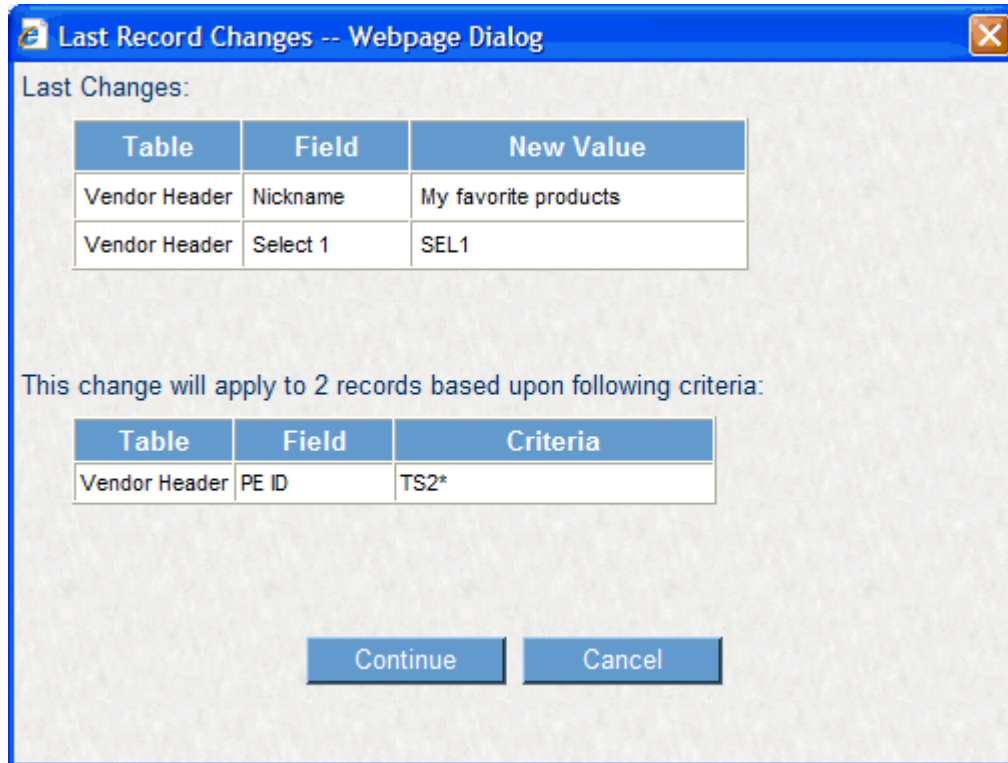 Last Record Changes -- Webpage Dialog
Last Changes:
Table Field New Value
Vendor Header Nickname My favorite products
Vendor Header Select 1 SEL1
This change will apply to 2 records based upon following criteria:
Table Field Criteria
Vendor Header PE ID TS2*
Continue Cancel